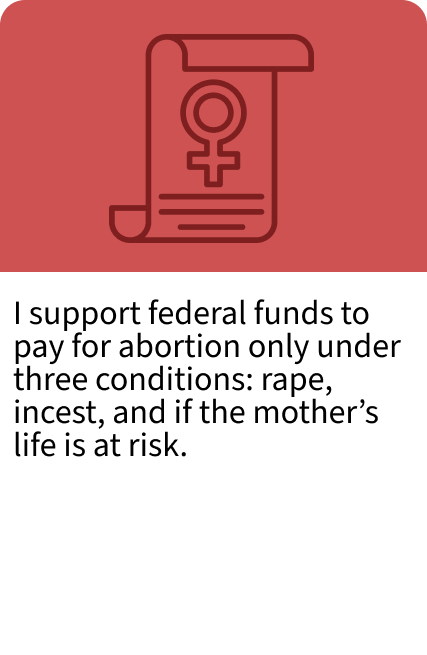 I support federal funds to
pay for abortion only under
three conditions: rape,
incest, and if the mother’s
life is at risk.